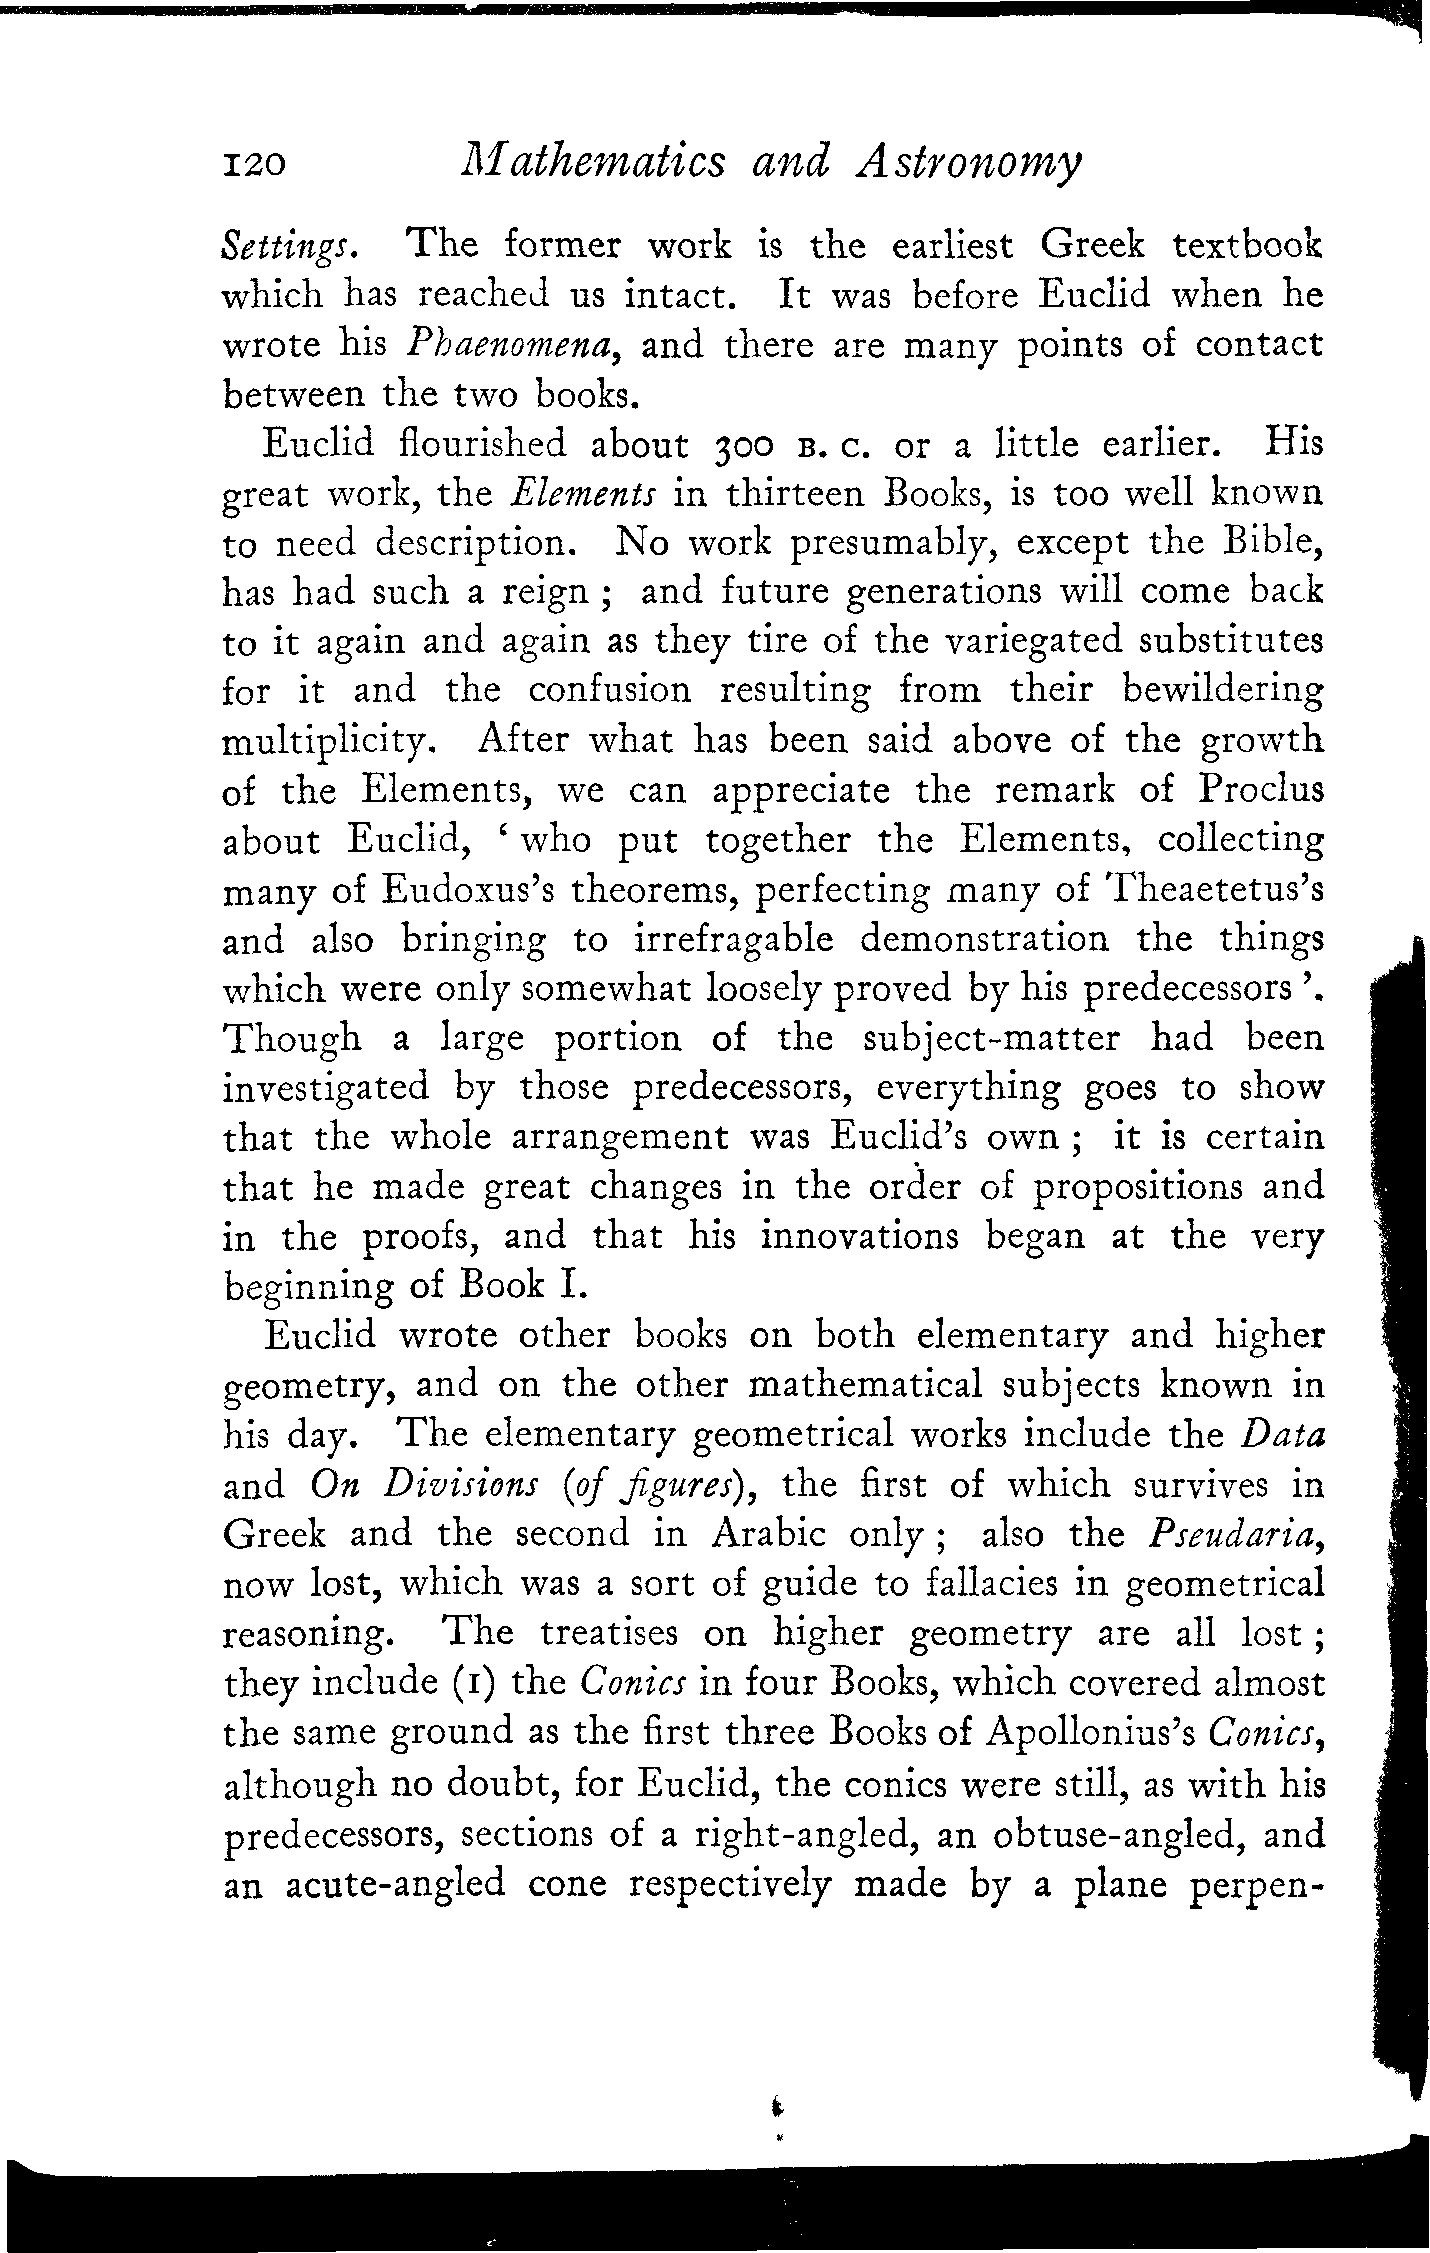 120 Mathematics and Astronomy
Settings. The former work is the earliest Greek textbook
which has reached us intact. It was before Euclid when he
wrote his Phaenomena, and there are many points of contact
between the two books.
Euclid flourished about 300 B. C. or a little earlier. His
great work, the Elements in thirteen Books, is too well known
to need description. No work presumably, except the Bible,
has had such a reign ; and future generations will come back
to it again and again as they tire of the variegated substitutes
for it and the confusion resulting from their bewildering
multiplicity. After what has been said above of the growth
of the Elements, we can appreciate the remark of Proclus
about Euclid, ‘ who put together the Elements, collecting
many of Eudoxus’s theorems, perfecting many of Theaetetus’s
and also bringing to irrefragable demonstration the things
which were only somewhat loosely proved by his predecessors ’.
Though a large portion of the subject-matter had been
investigated by those predecessors, everything goes to show
that the whole arrangement was Euclid’s own ; it is certain
that he made great changes in the order of propositions and
in the proofs, and that his innovations began at the very
beginning of Book I.
Euclid wrote other books on both elementary and higher
geometry, and on the other mathematical subjects known in
his day. The elementary geometrical works include the Data
and On Divisions (of figures), the first of which survives in
Greek and the second in Arabic only ; also the Pseudaria,
now lost, which was a sort of guide to fallacies in geometrical
reasoning. The treatises on higher geometry are all lost ;
they include (1) the Conics in four Books, which covered almost
the same ground as the first three Books of Apollonius’s Conics,
although no doubt, for Euclid, the conics were still, as with his
predecessors, sections of a right-angled, an obtuse-angled, and
an acute-angled cone respectively made by a plane perpen-